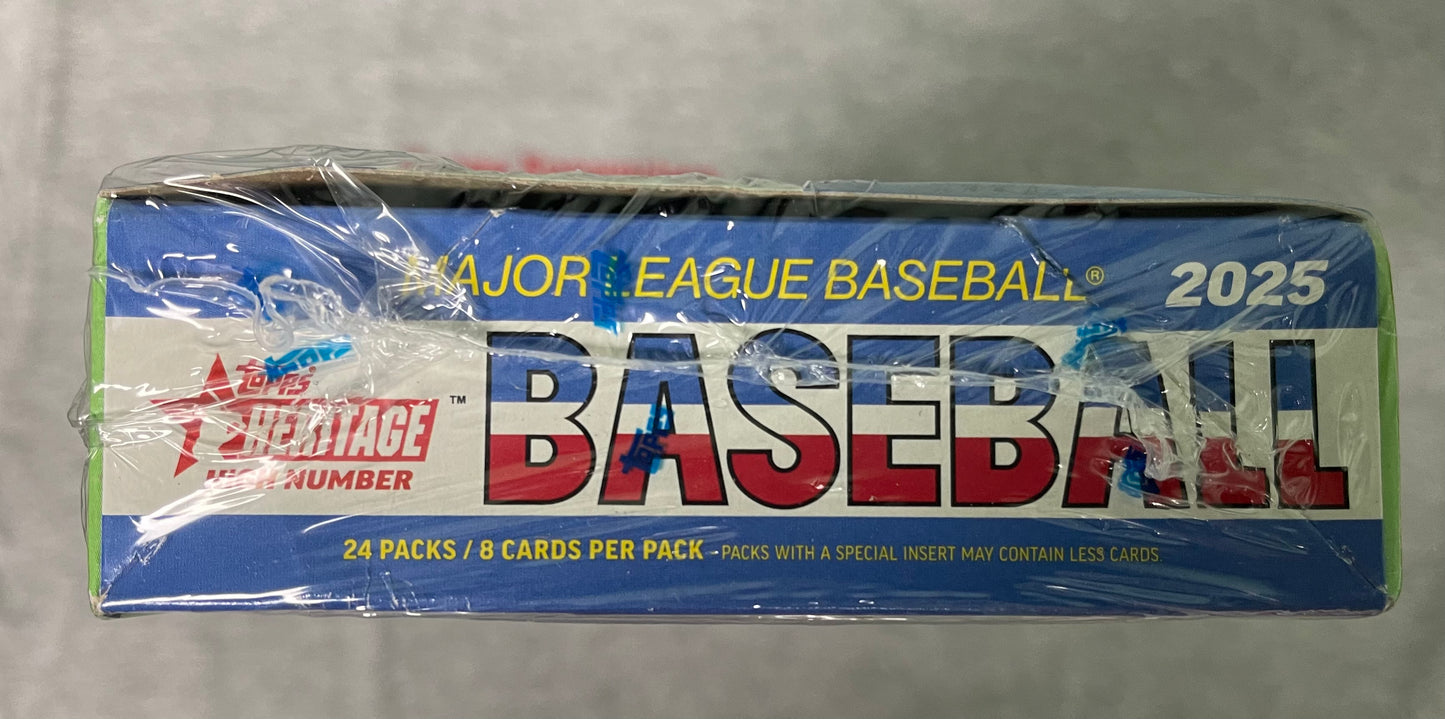 MAJOR LEAGUE BASEBALL® 2025
TOPPS®
HERITAGE™
HIGH NUMBER
BASEBALL
24 PACKS / 8 CARDS PER PACK - PACKS WITH A SPECIAL INSERT MAY CONTAIN LESS CARDS.